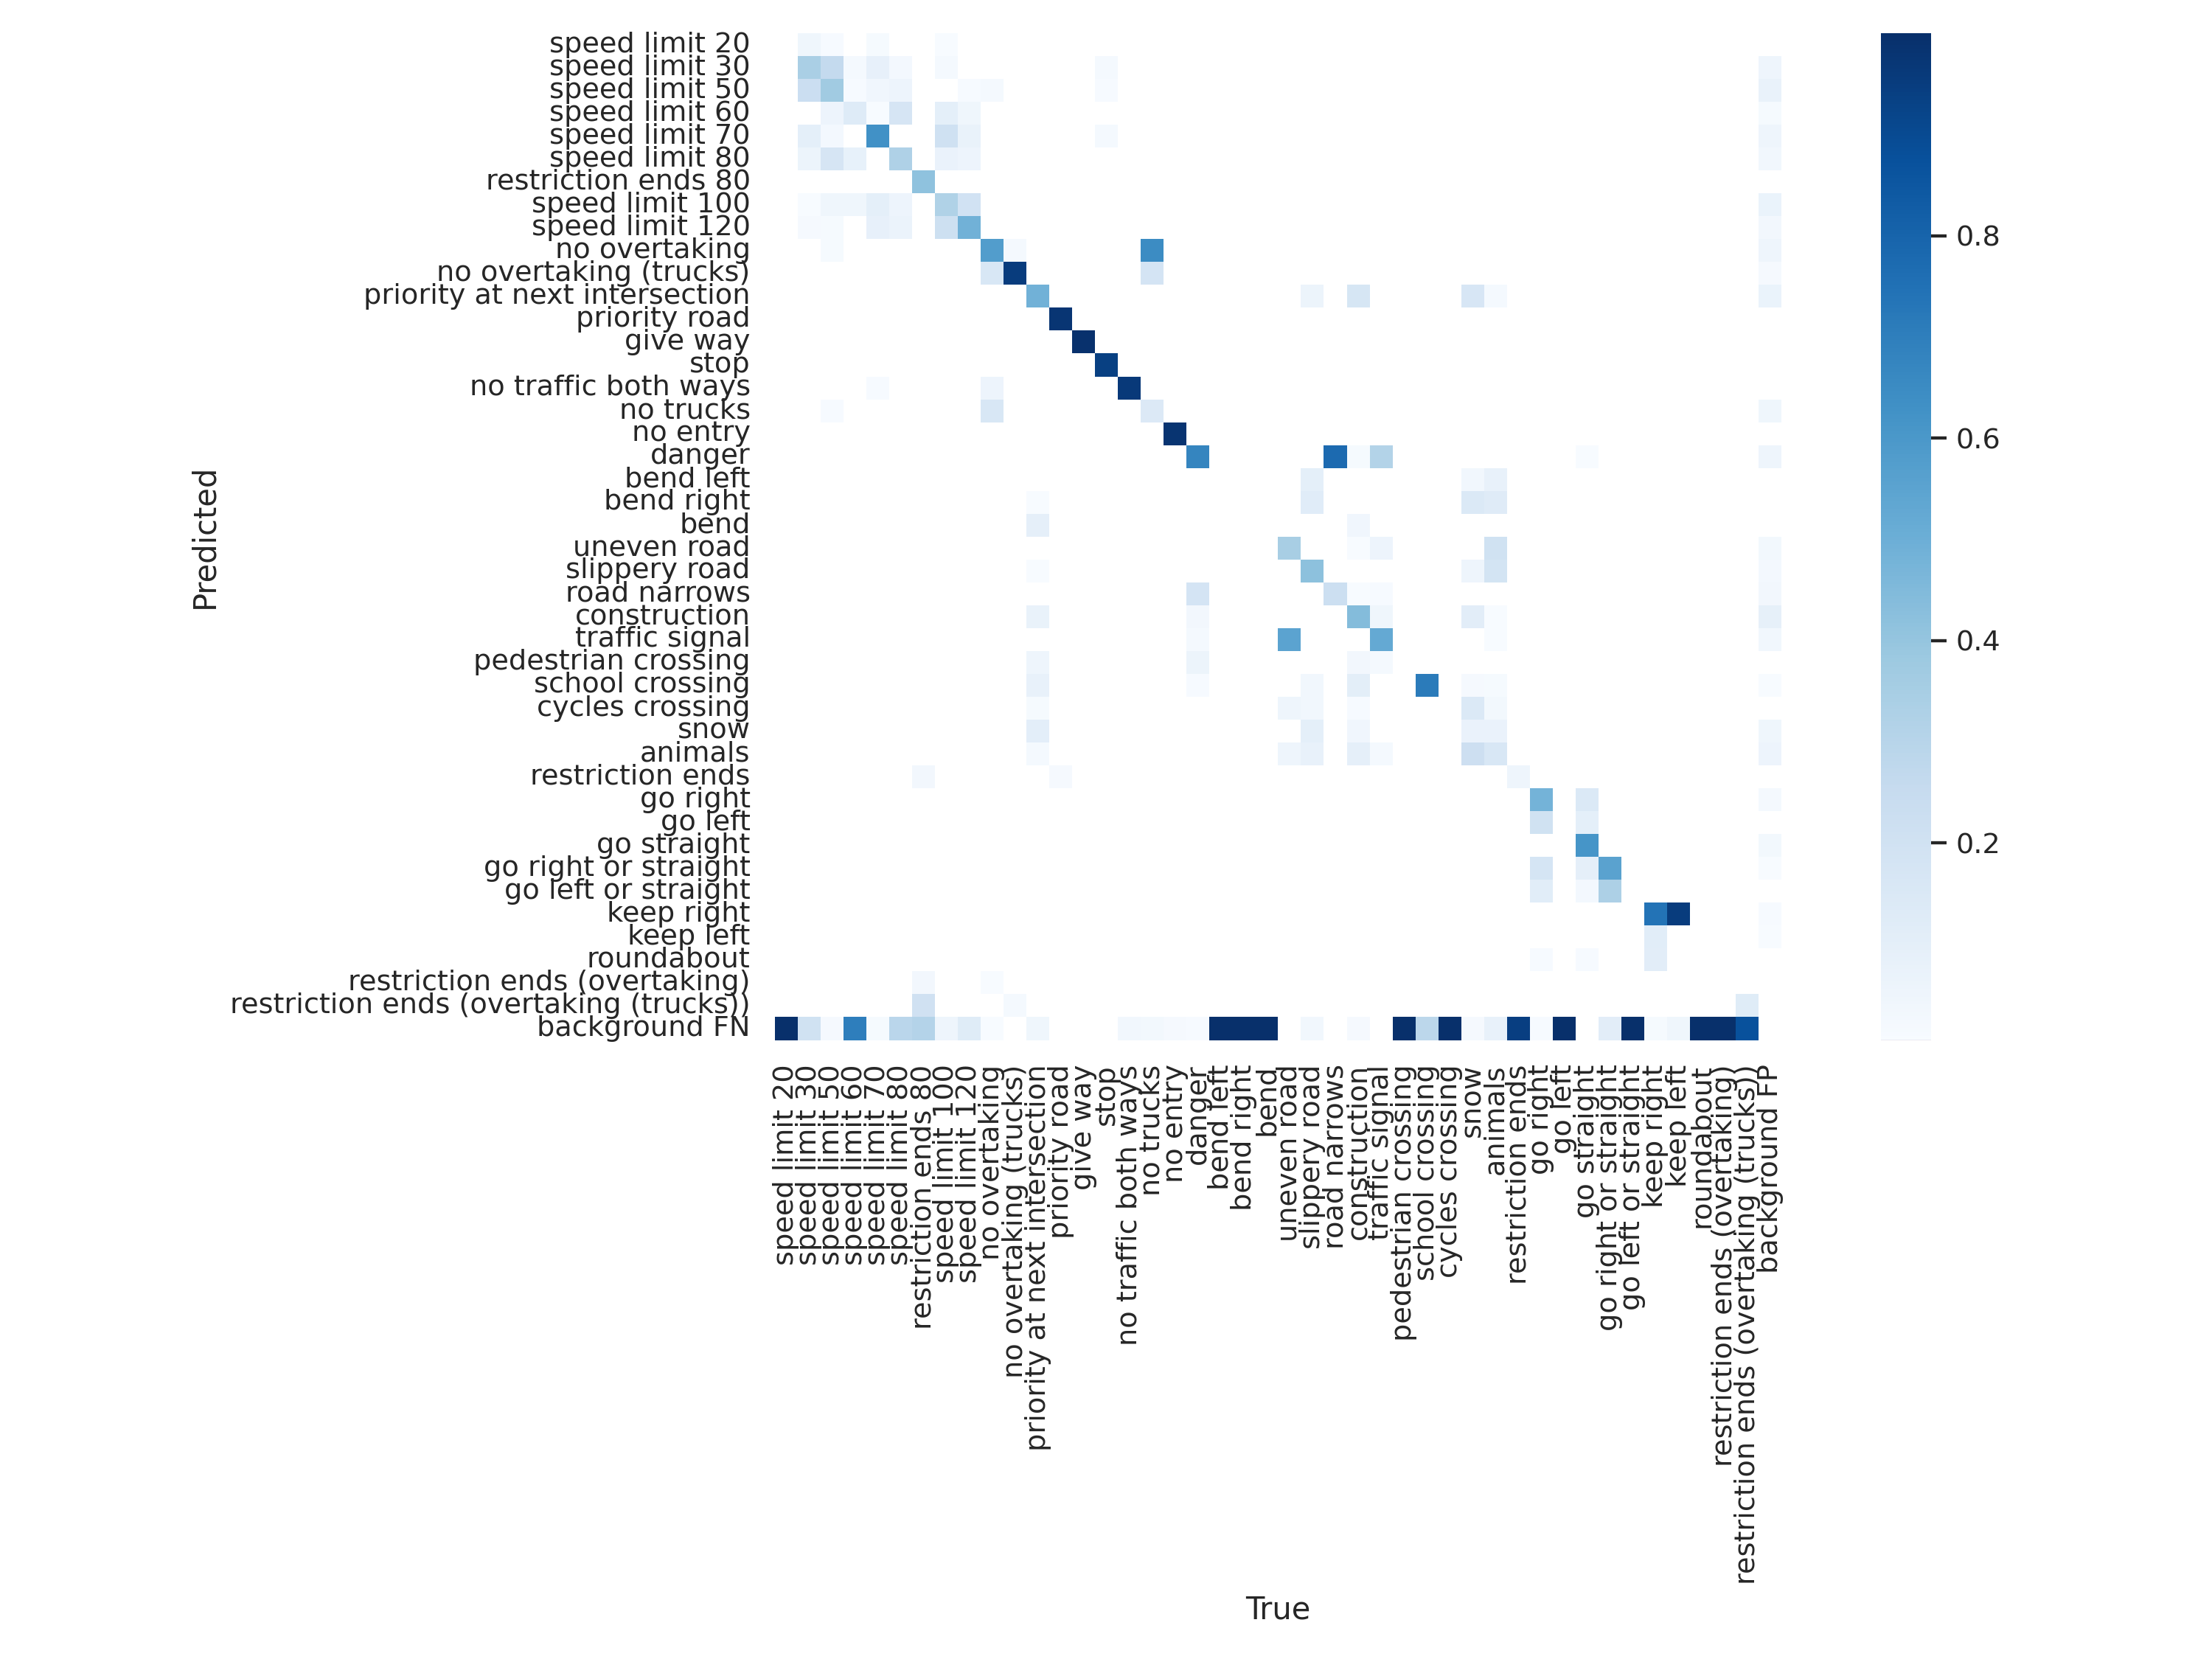 speed limit 20
speed limit 30
speed limit 50
speed limit 60
speed limit 70
speed limit 80
restriction ends 80
speed limit 100
speed limit 120
no overtaking
no overtaking (trucks)
priority at next intersection
priority road
give way
stop
no traffic both ways
no trucks
no entry
danger
bend left
bend right
bend
uneven road
slippery road
road narrows
construction
traffic signal
pedestrian crossing
school crossing
cycles crossing
snow
animals
restriction ends
go right
go left
go straight
go right or straight
go left or straight
keep right
keep left
roundabout
restriction ends (overtaking)
restriction ends (overtaking (trucks))
background FN
Predicted
0.8
0.6
0.4
0.2
speed limit 20
speed limit 30
speed limit 50
speed limit 60
speed limit 70
speed limit 80
restriction ends 80
speed limit 100
speed limit 120
no overtaking
no overtaking (trucks)
priority at next intersection
priority road
give way
stop
no traffic both ways
no trucks
no entry
danger
bend left
bend right
bend
uneven road
slippery road
road narrows
construction
traffic signal
pedestrian crossing
school crossing
cycles crossing
snow
animals
restriction ends
go right
go left
go straight
go right or straight
go left or straight
keep right
keep left
roundabout
restriction ends (overtaking)
restriction ends (overtaking (trucks))
background FP
True